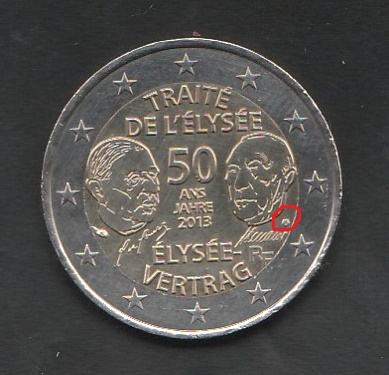 TRAITÉ
DE L'ÉLYSÉE
50
ANS
JAHRE
2013
ÉLYSÉE-
VERTRAG
RF